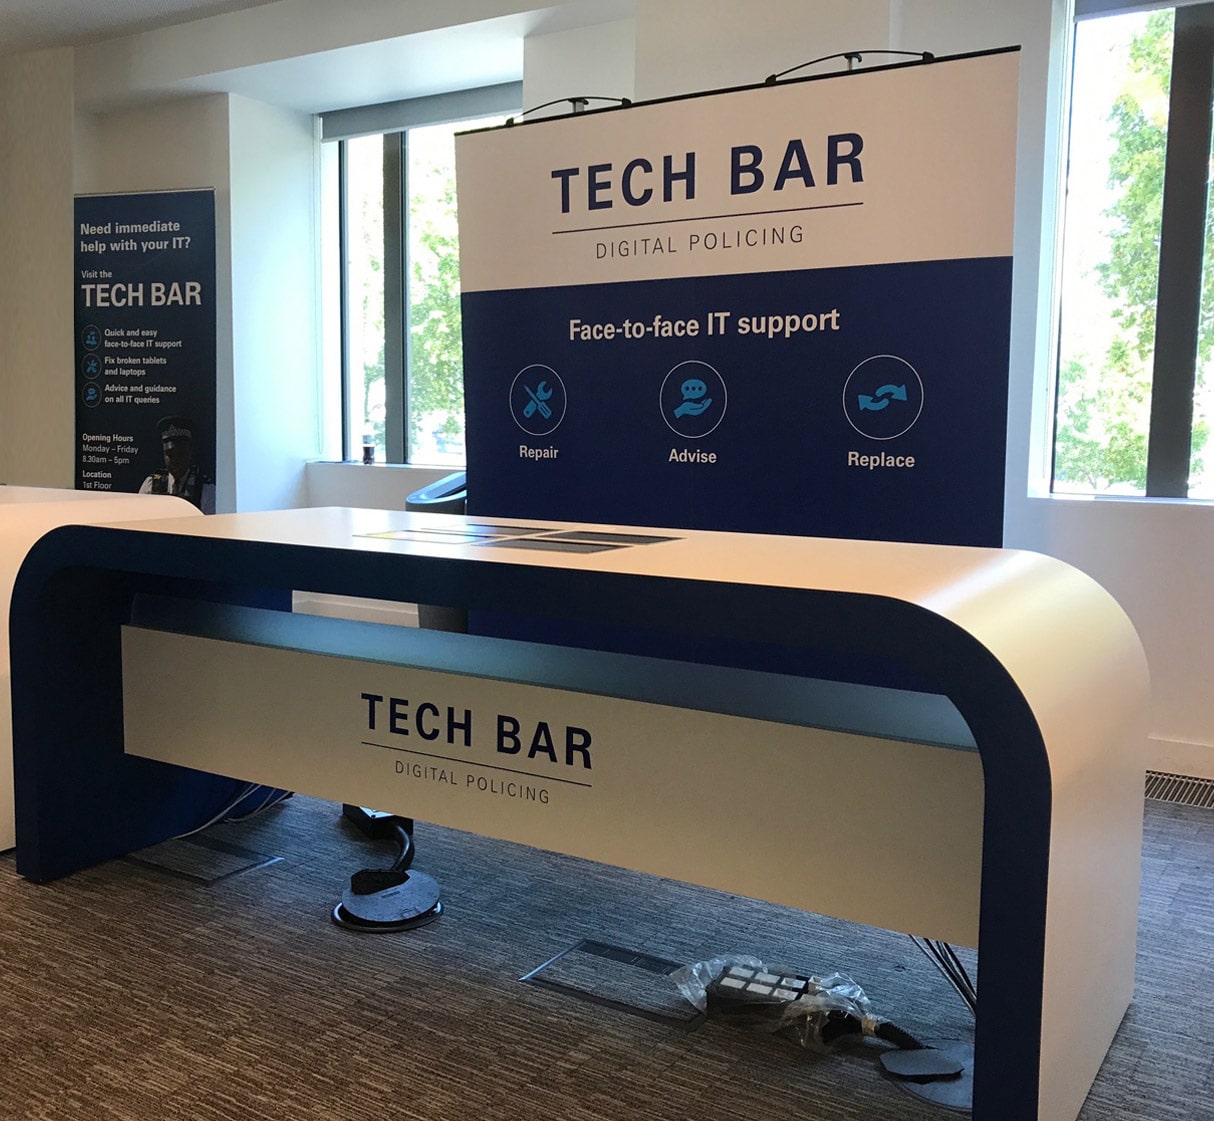 Need immediate
help with your IT?
Visit the
TECH BAR
Quick and easy
face-to-face IT support
Fix broken tablets
and laptops
Advice and guidance
on all IT queries
Opening Hours
Monday – Friday
8.30am – 5pm
Location
1st Floor
TECH BAR
DIGITAL POLICING
Face-to-face IT support
Repair
Advise
Replace
TECH BAR
DIGITAL POLICING